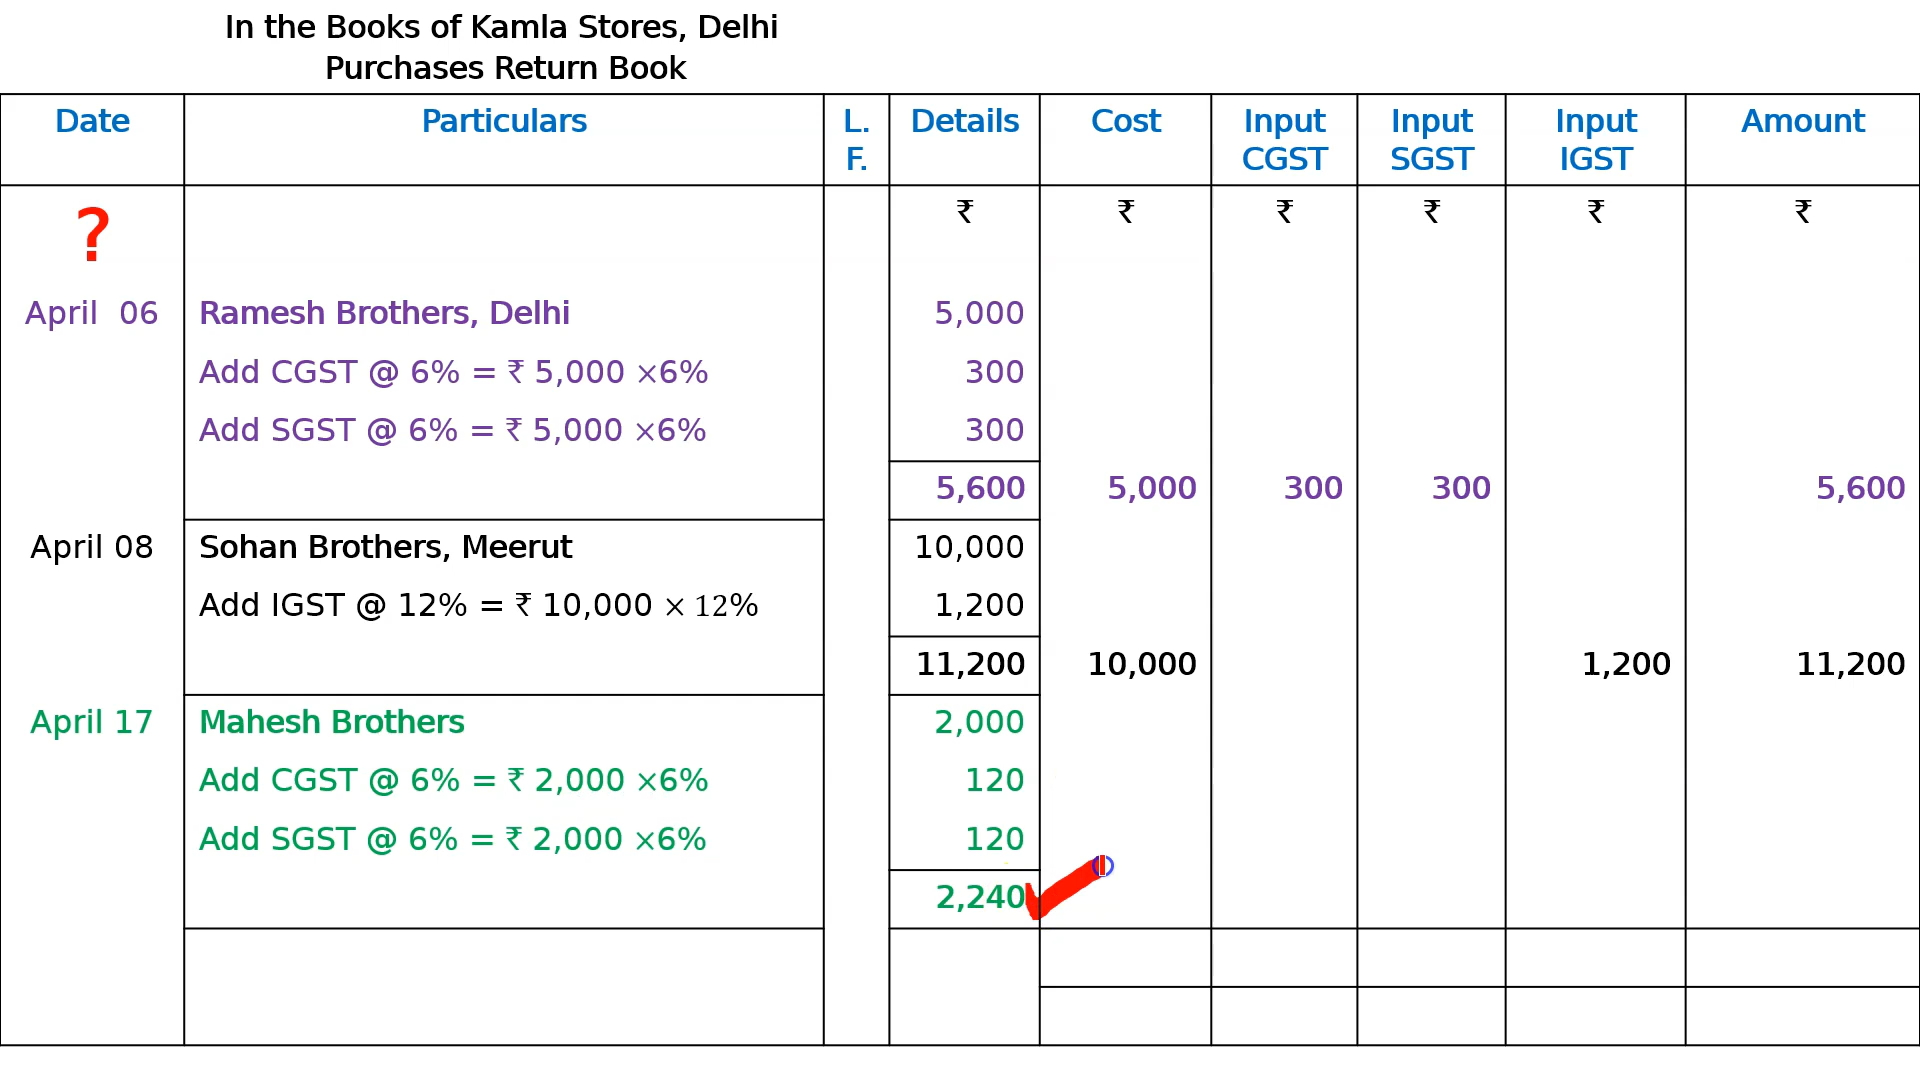 In the Books of Kamla Stores, Delhi
Purchases Return Book
Date Particulars L. F. Details Cost Input CGST Input SGST Input IGST Amount
? ₹ ₹ ₹ ₹ ₹ ₹
April 06 Ramesh Brothers, Delhi 5,000
Add CGST @ 6% = ₹ 5,000 ×6% 300
Add SGST @ 6% = ₹ 5,000 ×6% 300
5,600 5,000 300 300 5,600
April 08 Sohan Brothers, Meerut 10,000
Add IGST @ 12% = ₹ 10,000 × 12% 1,200
11,200 10,000 1,200 11,200
April 17 Mahesh Brothers 2,000
Add CGST @ 6% = ₹ 2,000 ×6% 120
Add SGST @ 6% = ₹ 2,000 ×6% 120
2,240